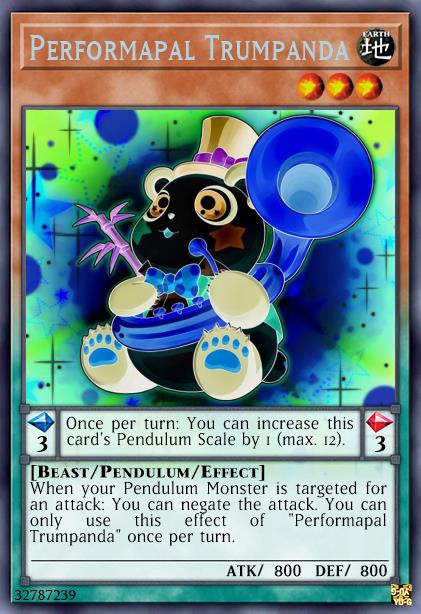 PERFORMAPAL TRUMPANDA
EARTH
地
Once per turn: You can increase this
card's Pendulum Scale by 1 (max. 12).
3
3
[BEAST/PENDULUM/EFFECT]
When your Pendulum Monster is targeted for
an attack: You can negate the attack. You can
only use this effect of "Performapal
Trumpanda" once per turn.
ATK/ 800 DEF/ 800
32787239